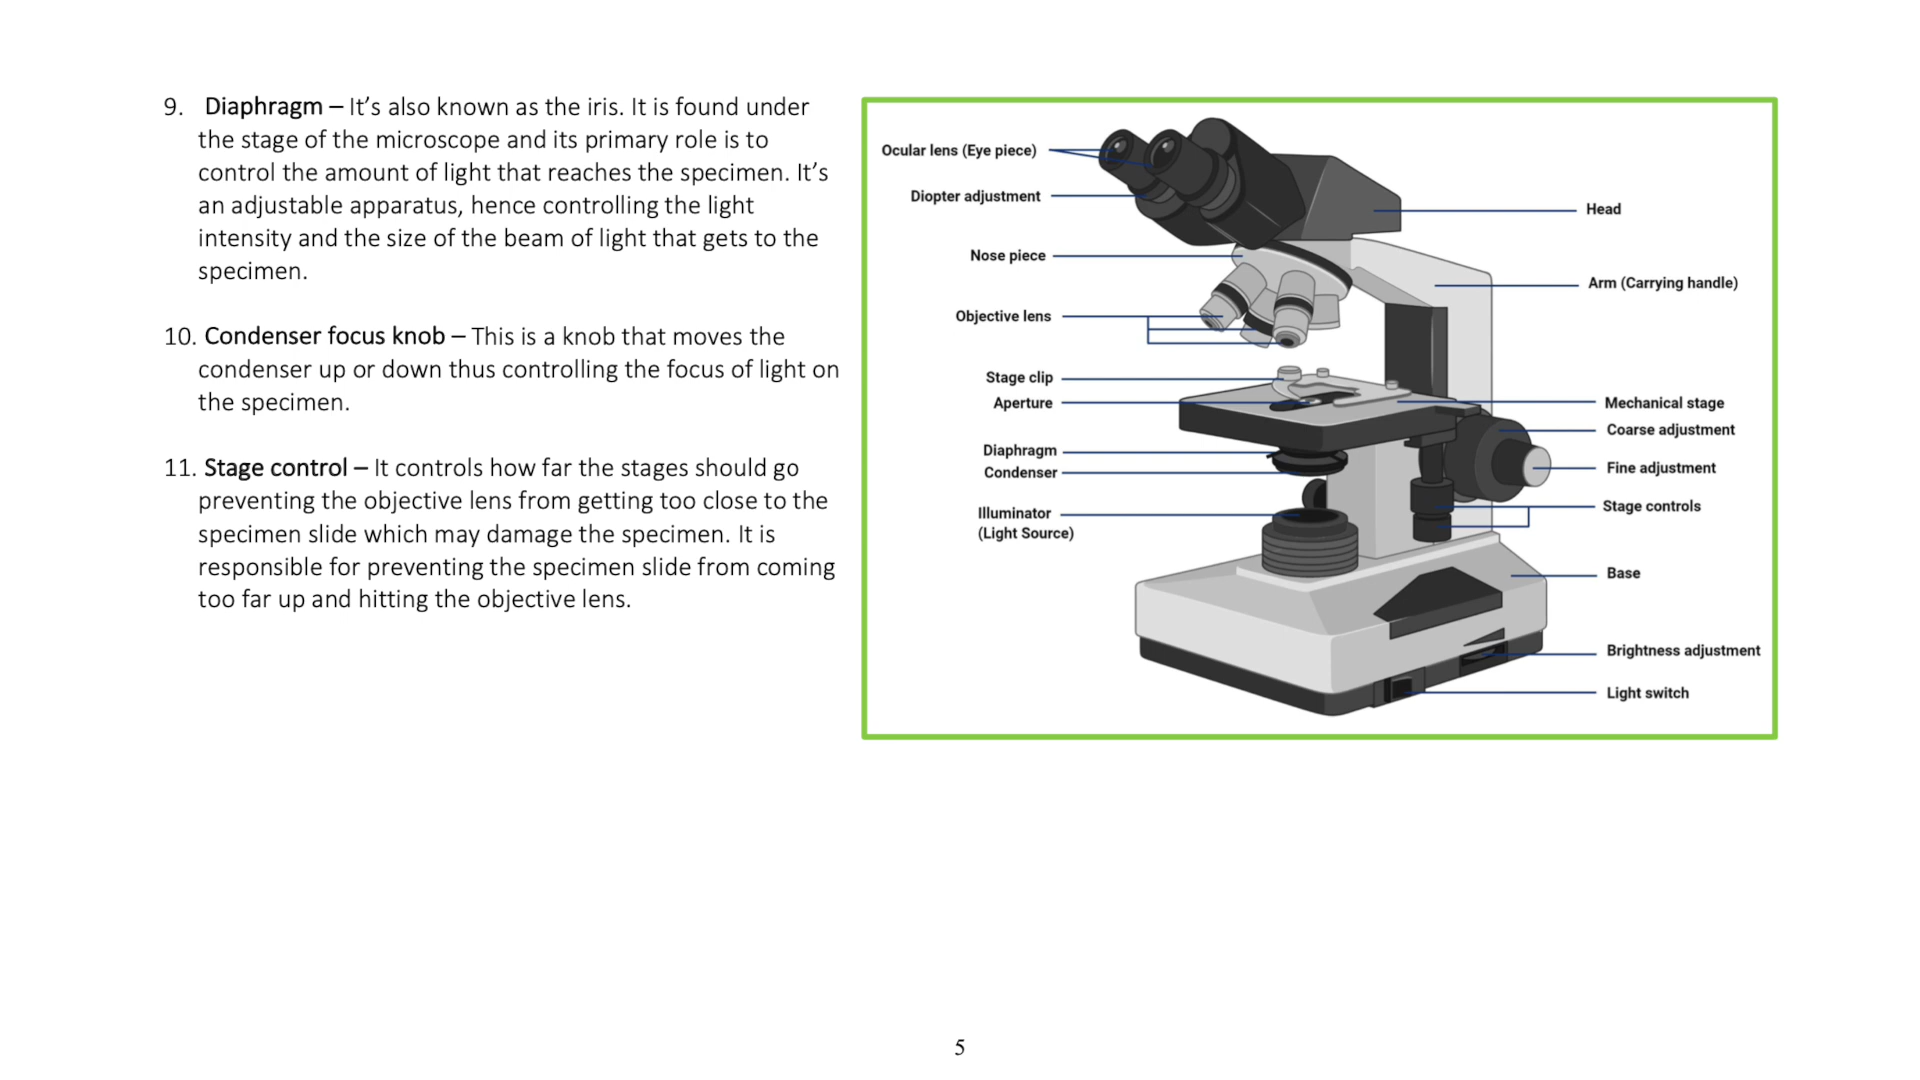 9. Diaphragm – It’s also known as the iris. It is found under
the stage of the microscope and its primary role is to
control the amount of light that reaches the specimen. It’s
an adjustable apparatus, hence controlling the light
intensity and the size of the beam of light that gets to the
specimen.
10. Condenser focus knob – This is a knob that moves the
condenser up or down thus controlling the focus of light on
the specimen.
11. Stage control – It controls how far the stages should go
preventing the objective lens from getting too close to the
specimen slide which may damage the specimen. It is
responsible for preventing the specimen slide from coming
too far up and hitting the objective lens.
Ocular lens (Eye piece)
Diopter adjustment
Nose piece
Objective lens
Stage clip
Aperture
Diaphragm
Condenser
Illuminator
(Light Source)
Head
Arm (Carrying handle)
Mechanical stage
Coarse adjustment
Fine adjustment
Stage controls
Base
Brightness adjustment
Light switch
5